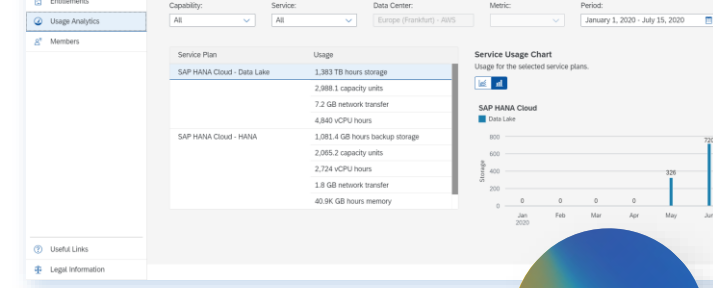 Entitlements
Capability: Service: Data Center: Metric: Period:
Usage Analytics
All All Europe (Frankfurt) - AWS January 1, 2020 - July 15, 2020
Members
Service Plan Usage
Service Usage Chart
Usage for the selected service plans.
SAP HANA Cloud - Data Lake 1,383 TB hours storage
2,988.1 capacity units
7.2 GB network transfer
4,840 vCPU hours
SAP HANA Cloud - HANA 1,081.4 GB hours backup storage
2,065.2 capacity units
2,724 vCPU hours
1.8 GB network transfer
40.9K GB hours memory
SAP HANA Cloud
Data Lake
Storage
800
600
400
200
0
0 0 0 0 326 720
Jan Feb Mar Apr May Jun
2020
Useful Links
Legal Information